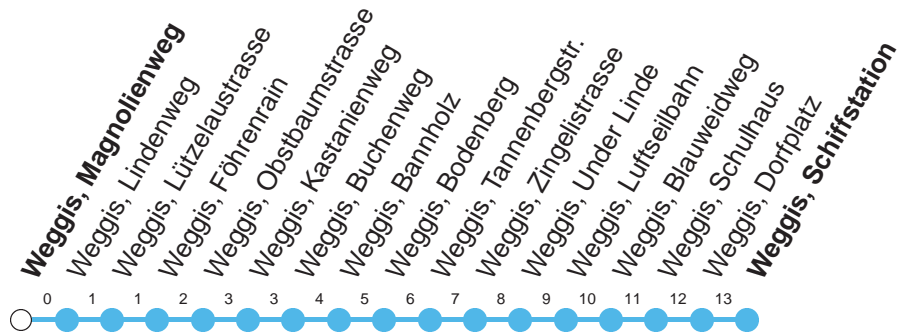 Weggis, Magnolienweg
Weggis, Lindenweg
Weggis, Lützelaustrasse
Weggis, Föhrenrain
Weggis, Obstbaumstrasse
Weggis, Kastanienweg
Weggis, Buchenweg
Weggis, Bannholz
Weggis, Bodenberg
Weggis, Tannenbergstr.
Weggis, Zingelistrasse
Weggis, Under Linde
Weggis, Luftseilbahn
Weggis, Blauweidweg
Weggis, Schulhaus
Weggis, Dorfplatz
Weggis, Schiffstation
0 1 1 2 3 3 4 5 6 7 8 9 10 11 12 13